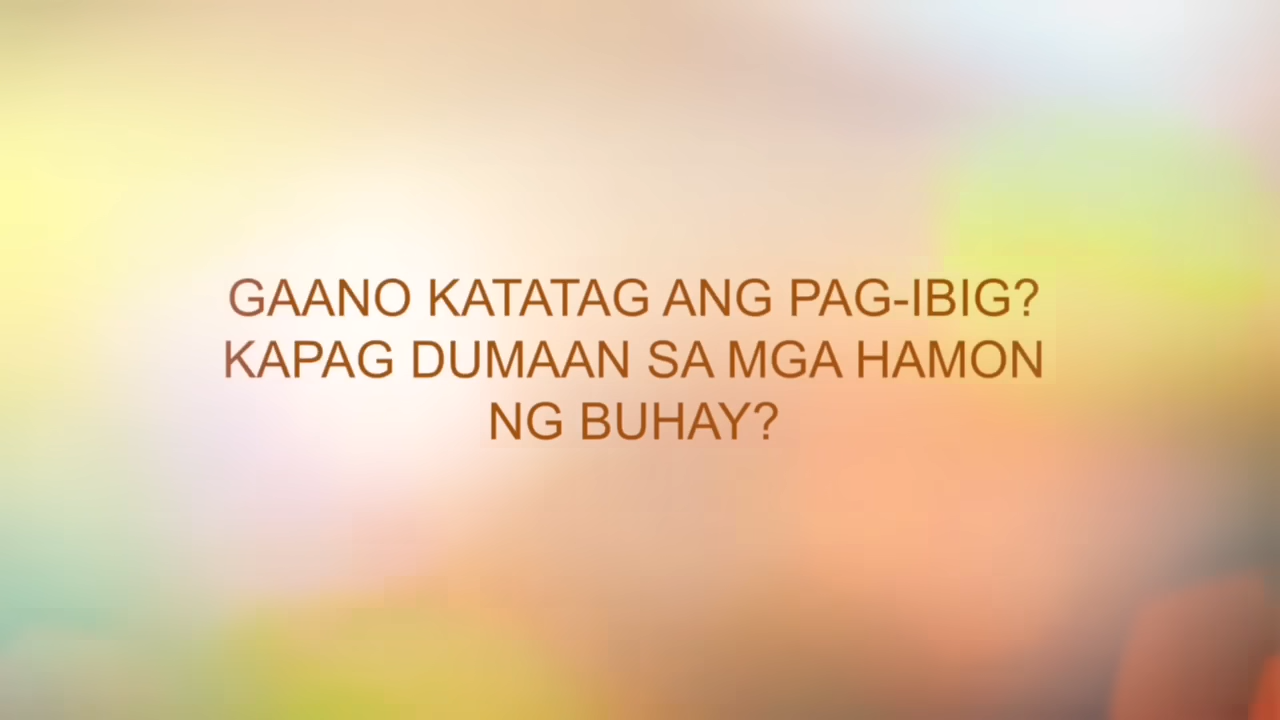 GAANO KATATAG ANG PAG-IBIG?
KAPAG DUMAAN SA MGA HAMON
NG BUHAY?